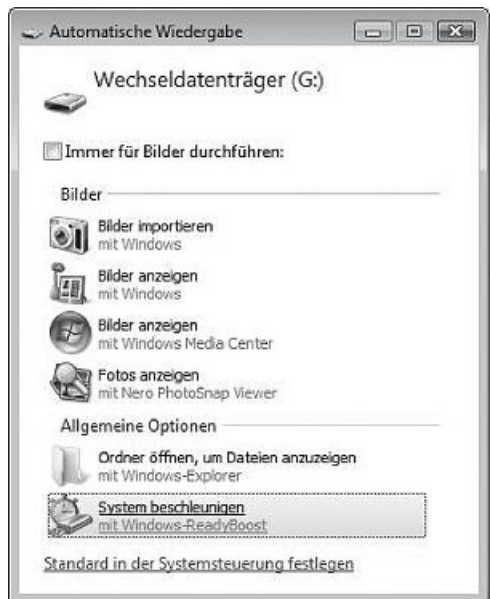 Automatische Wiedergabe
Wechseldatenträger (G:)
Immer für Bilder durchführen:
Bilder
Bilder importieren
mit Windows
Bilder anzeigen
mit Windows
Bilder anzeigen
mit Windows Media Center
Fotos anzeigen
mit Nero PhotoSnap Viewer
Allgemeine Optionen
Ordner öffnen, um Dateien anzuzeigen
mit Windows-Explorer
System beschleunigen
mit Windows-ReadyBoost
Standard in der Systemsteuerung festlegen